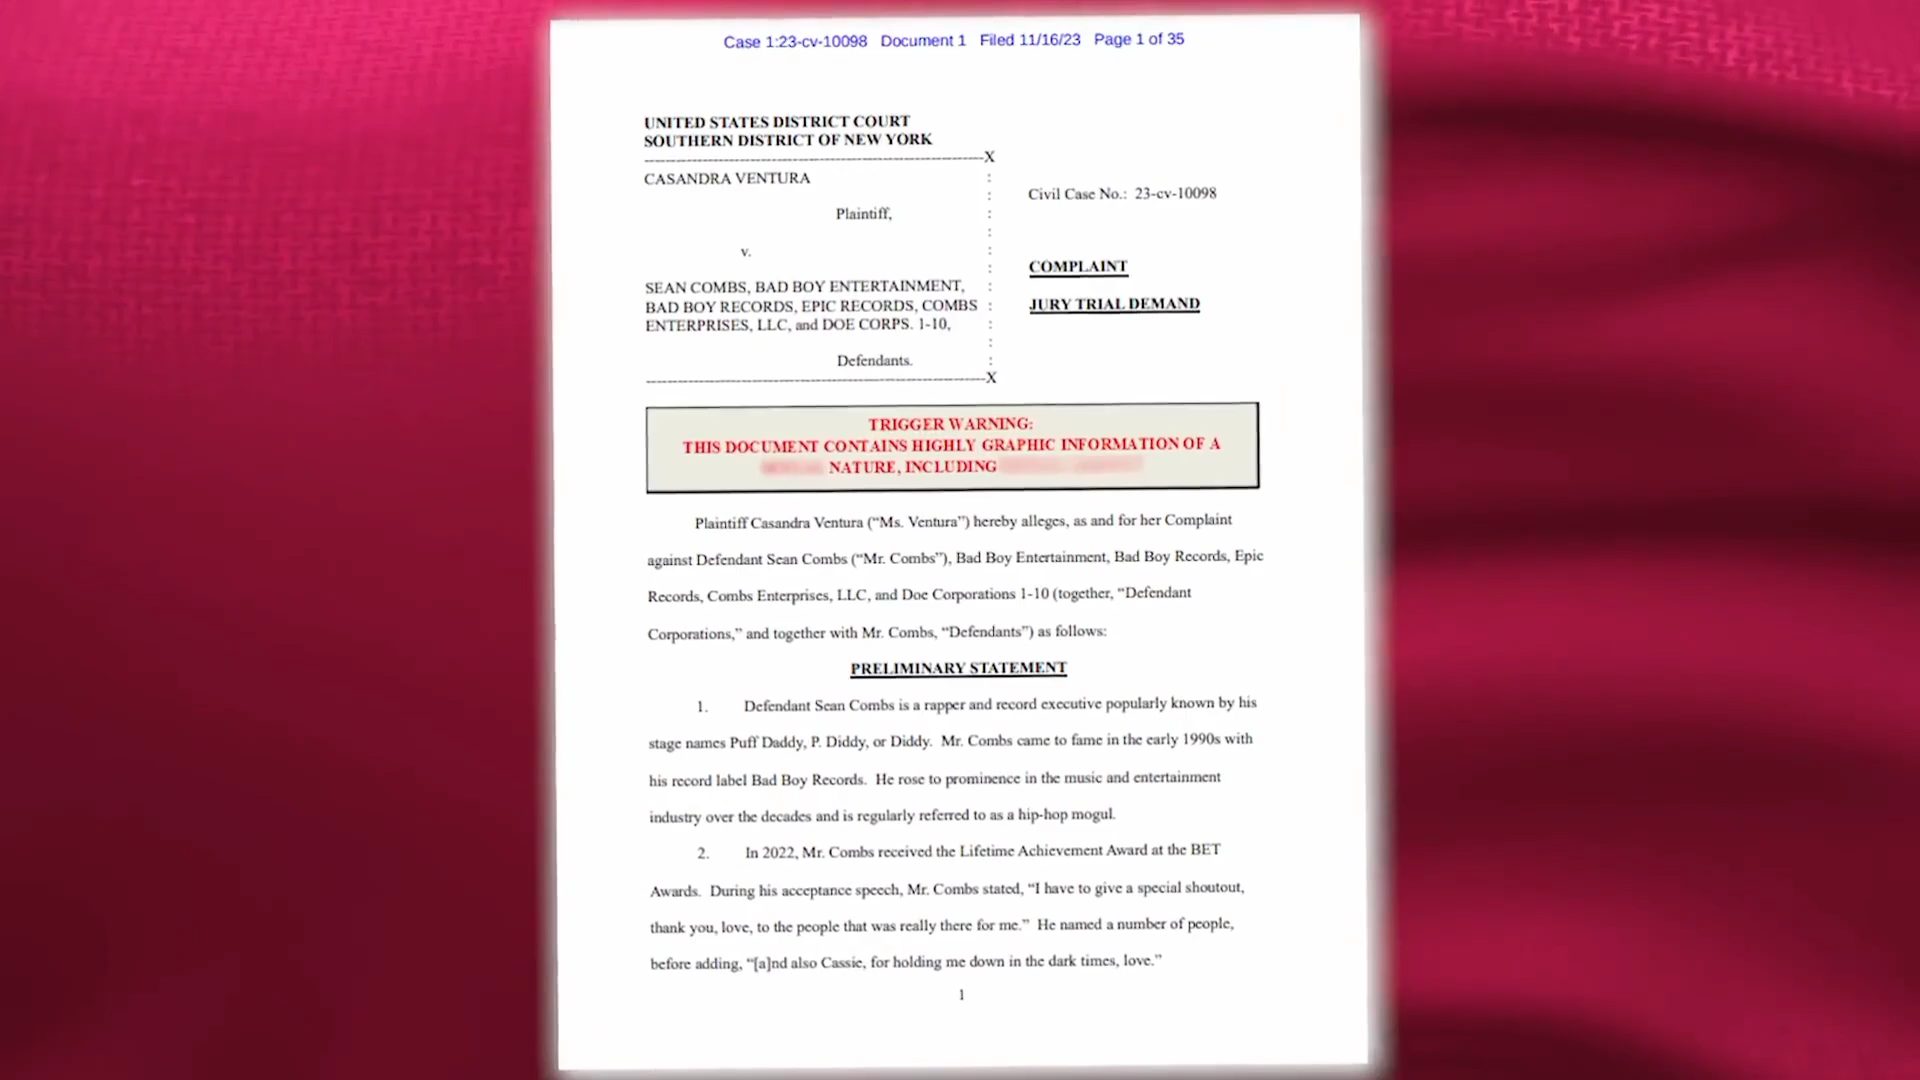 Case 1:23-cv-10098 Document 1 Filed 11/16/23 Page 1 of 35
UNITED STATES DISTRICT COURT
SOUTHERN DISTRICT OF NEW YORK
-----------------------------------------------------------X
CASANDRA VENTURA
Plaintiff,
v.
SEAN COMBS, BAD BOY ENTERTAINMENT,
BAD BOY RECORDS, EPIC RECORDS, COMBS
ENTERPRISES, LLC, and DOE CORPS. 1-10,
Defendants.
-----------------------------------------------------------X
Civil Case No.: 23-cv-10098
COMPLAINT
JURY TRIAL DEMAND
TRIGGER WARNING:
THIS DOCUMENT CONTAINS HIGHLY GRAPHIC INFORMATION OF A
NATURE, INCLUDING
Plaintiff Casandra Ventura (“Ms. Ventura”) hereby alleges, as and for her Complaint
against Defendant Sean Combs (“Mr. Combs”), Bad Boy Entertainment, Bad Boy Records, Epic
Records, Combs Enterprises, LLC, and Doe Corporations 1-10 (together, “Defendant
Corporations,” and together with Mr. Combs, “Defendants”) as follows:
PRELIMINARY STATEMENT
1. Defendant Sean Combs is a rapper and record executive popularly known by his
stage names Puff Daddy, P. Diddy, or Diddy. Mr. Combs came to fame in the early 1990s with
his record label Bad Boy Records. He rose to prominence in the music and entertainment
industry over the decades and is regularly referred to as a hip-hop mogul.
2. In 2022, Mr. Combs received the Lifetime Achievement Award at the BET
Awards. During his acceptance speech, Mr. Combs stated, “I have to give a special shoutout,
thank you, love, to the people that was really there for me.” He named a number of people,
before adding, “[a]nd also Cassie, for holding me down in the dark times, love.”
1